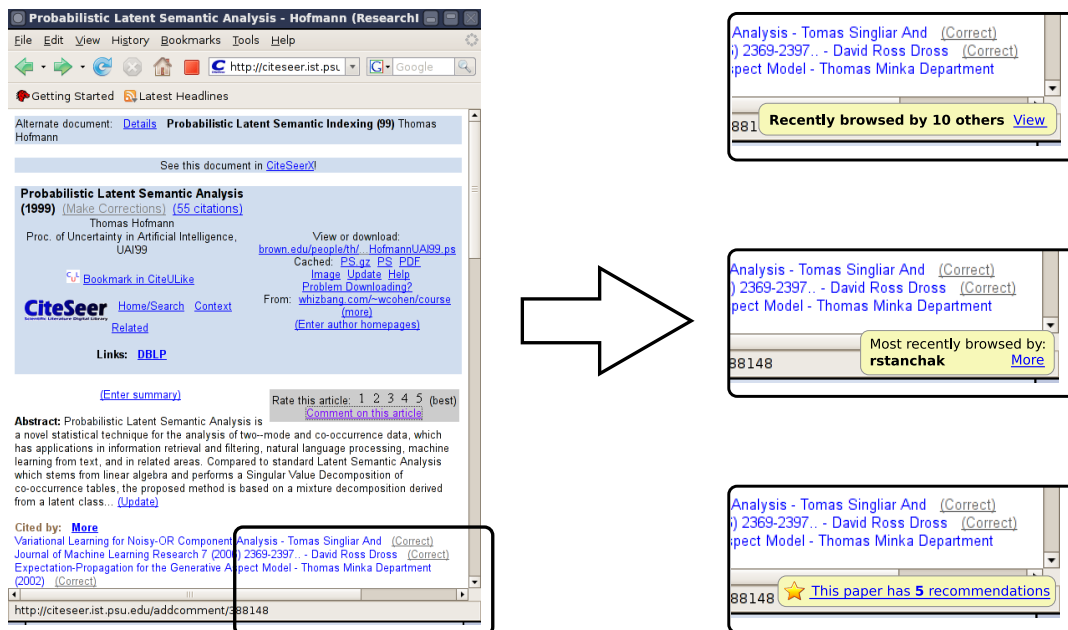 Probabilistic Latent Semantic Analysis - Hofmann (ResearchI
File Edit View History Bookmarks Tools Help
http://citeseer.ist.psu
Google
Getting Started Latest Headlines
Alternate document: Details Probabilistic Latent Semantic Indexing (99) Thomas
Hofmann
See this document in CiteSeerX!
Probabilistic Latent Semantic Analysis
(1999) (Make Corrections) (55 citations)
Thomas Hofmann
Proc. of Uncertainty in Artificial Intelligence,
UAI'99
Bookmark in CiteULike
CiteSeer Home/Search Context
Scientific Literature Digital Library
Related
Links: DBLP
View or download:
brown.edu/people/th/...HofmannUAI99.ps
Cached: PS.gz PS PDF
Image Update Help
Problem Downloading?
From: whizbang.com/~wcohen/course
(more)
(Enter author homepages)
(Enter summary)
Rate this article: 1 2 3 4 5 (best)
Comment on this article
Abstract: Probabilistic Latent Semantic Analysis is
a novel statistical technique for the analysis of two--mode and co-occurrence data, which
has applications in information retrieval and filtering, natural language processing, machine
learning from text, and in related areas. Compared to standard Latent Semantic Analysis
which stems from linear algebra and performs a Singular Value Decomposition of
co-occurrence tables, the proposed method is based on a mixture decomposition derived
from a latent class... (Update)
Cited by: More
Variational Learning for Noisy-OR Component Analysis - Tomas Singliar And (Correct)
Journal of Machine Learning Research 7 (2006) 2369-2397.. - David Ross Dross (Correct)
Expectation-Propagation for the Generative Aspect Model - Thomas Minka Department
(2002) (Correct)
http://citeseer.ist.psu.edu/addcomment/388148
Analysis - Tomas Singliar And (Correct)
) 2369-2397.. - David Ross Dross (Correct)
pect Model - Thomas Minka Department
881
Recently browsed by 10 others View
Analysis - Tomas Singliar And (Correct)
) 2369-2397.. - David Ross Dross (Correct)
pect Model - Thomas Minka Department
88148
Most recently browsed by:
rstanchak More
Analysis - Tomas Singliar And (Correct)
) 2369-2397.. - David Ross Dross (Correct)
pect Model - Thomas Minka Department
88148
This paper has 5 recommendations